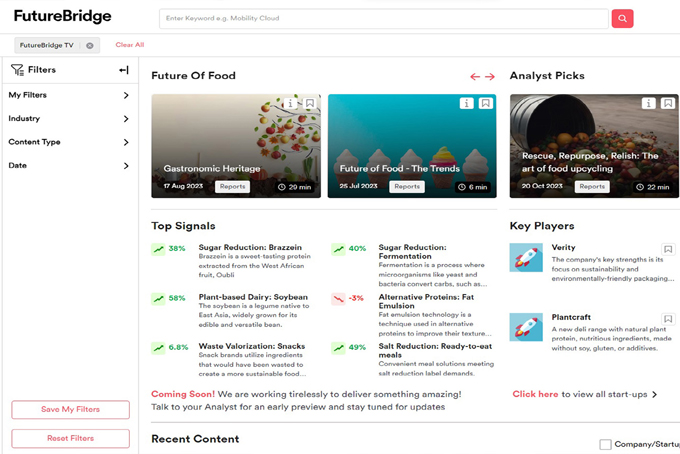 FutureBridge
Enter Keyword e.g. Mobility Cloud
FutureBridge TV
Clear All
Filters
My Filters
Industry
Content Type
Date
Save My Filters
Reset Filters
Future Of Food
Gastronomic Heritage
17 Aug 2023 Reports 29 min
Future of Food - The Trends
25 Jul 2023 Reports 6 min
Analyst Picks
Rescue, Repurpose, Relish: The
art of food upcycling
20 Oct 2023 Reports 22 min
Top Signals
38% Sugar Reduction: Brazzein
Brazzein is a sweet-tasting protein
extracted from the West African
fruit, Oubli
40% Sugar Reduction:
Fermentation
Fermentation is a process where
microorganisms like yeast and
bacteria convert carbs, such as...
58% Plant-based Dairy: Soybean
The soybean is a legume native to
East Asia, widely grown for its
edible and versatile bean.
-3% Alternative Proteins: Fat
Emulsion
Fat emulsion technology is a
technique used in alternative
proteins to improve their texture...
6.8% Waste Valorization: Snacks
Snack brands utilize ingredients
that would have been wasted to
create a more sustainable food...
49% Salt Reduction: Ready-to-eat
meals
Convenient meal solutions meeting
salt reduction label demands.
Coming Soon! We are working tirelessly to deliver something amazing!
Talk to your Analyst for an early preview and stay tuned for updates
Key Players
Verity
The company's key strengths is its
focus on sustainability and
environmentally-friendly packaging...
Plantcraft
A new deli range with natural plant
protein, nutritious ingredients, made
without soy, gluten, or additives.
Click here to view all start-ups
Recent Content
Company/Startup